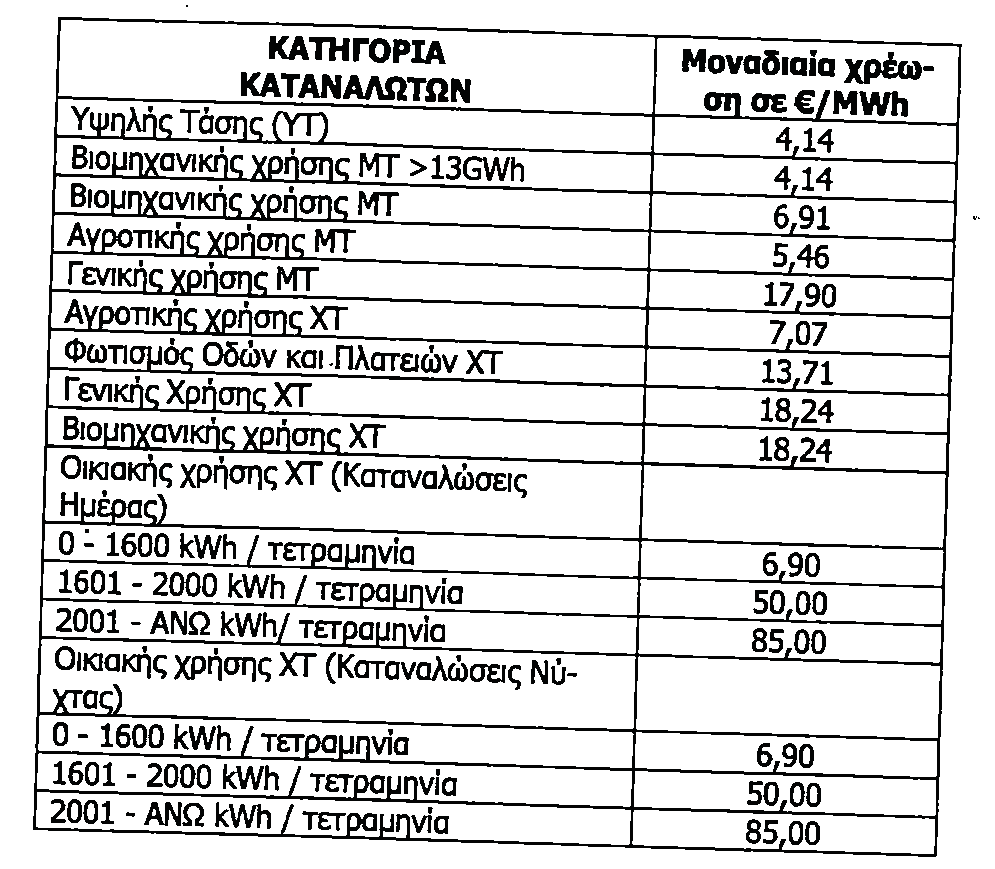 ΚΑΤΗΓΟΡΙΑ
ΚΑΤΑΝΑΛΩΤΩΝ
Μοναδιαία χρέω-
ση σε €/MWh
Υψηλής Τάσης (ΥΤ) 4,14
Βιομηχανικής χρήσης ΜΤ >13GWh 4,14
Βιομηχανικής χρήσης ΜΤ 6,91
Αγροτικής χρήσης ΜΤ 5,46
Γενικής χρήσης ΜΤ 17,90
Αγροτικής χρήσης ΧΤ 7,07
Φωτισμός Οδών και Πλατειών ΧΤ 13,71
Γενικής Χρήσης ΧΤ 18,24
Βιομηχανικής χρήσης ΧΤ 18,24
Οικιακής χρήσης ΧΤ (Καταναλώσεις
Ημέρας)
0 - 1600 kWh / τετραμηνία 6,90
1601 - 2000 kWh / τετραμηνία 50,00
2001 - ΑΝΩ kWh/ τετραμηνία 85,00
Οικιακής χρήσης ΧΤ (Καταναλώσεις Νύ-
χτας)
0 - 1600 kWh / τετραμηνία 6,90
1601 - 2000 kWh / τετραμηνία 50,00
2001 - ΑΝΩ kWh / τετραμηνία 85,00